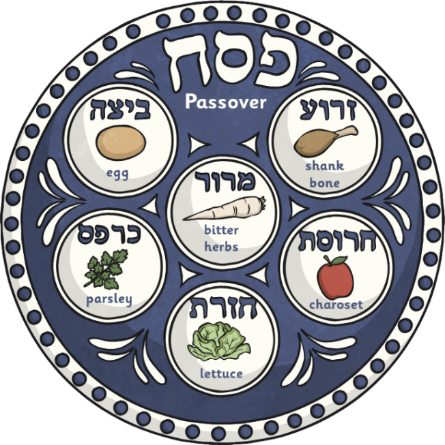 פסח
Passover
ביצה
egg
זרוע
shank
bone
מרור
bitter
herbs
כרפס
parsley
חרוסת
charoset
חזרת
lettuce